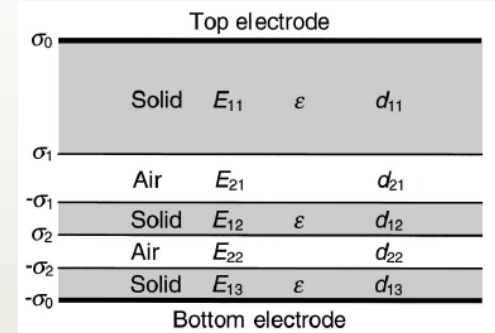 Top electrode
σ₀
Solid E₁₁ ε d₁₁
σ₁
Air E₂₁ d₂₁
-σ₁
Solid E₁₂ ε d₁₂
σ₂
Air E₂₂ d₂₂
-σ₂
Solid E₁₃ ε d₁₃
-σ₀
Bottom electrode